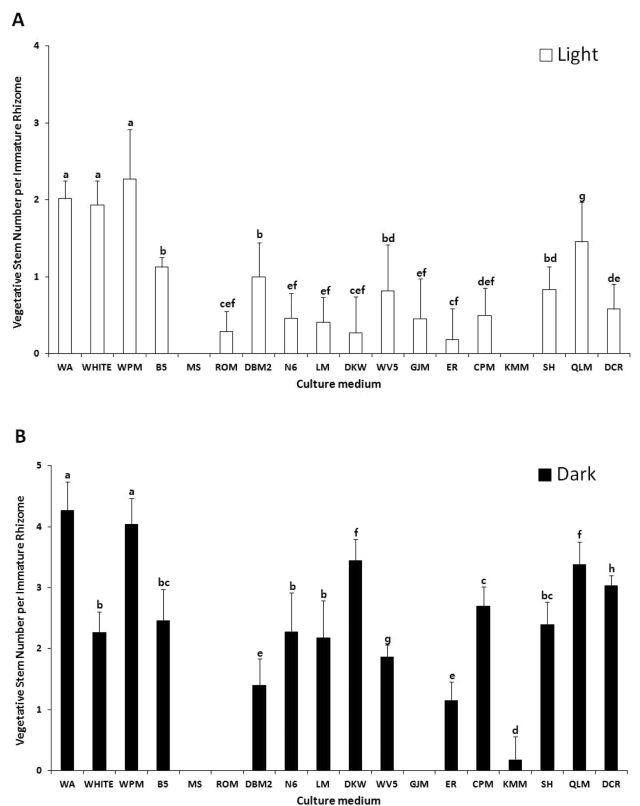 A
Light
Vegetative Stem Number per Immature Rhizome
4
3
2
1
0
a
a
a
b
cef
b
ef
ef
cef
bd
ef
cf
def
bd
g
de
WA WHITE WPM B5 MS ROM DBM2 N6 LM DKW WV5 GJM ER CPM KMM SH QLM DCR
Culture medium
B
Dark
Vegetative Stem Number per Immature Rhizome
5
4
3
2
1
0
a
b
a
bc
e
b
b
f
g
e
c
d
bc
f
h
WA WHITE WPM B5 MS ROM DBM2 N6 LM DKW WV5 GJM ER CPM KMM SH QLM DCR
Culture medium